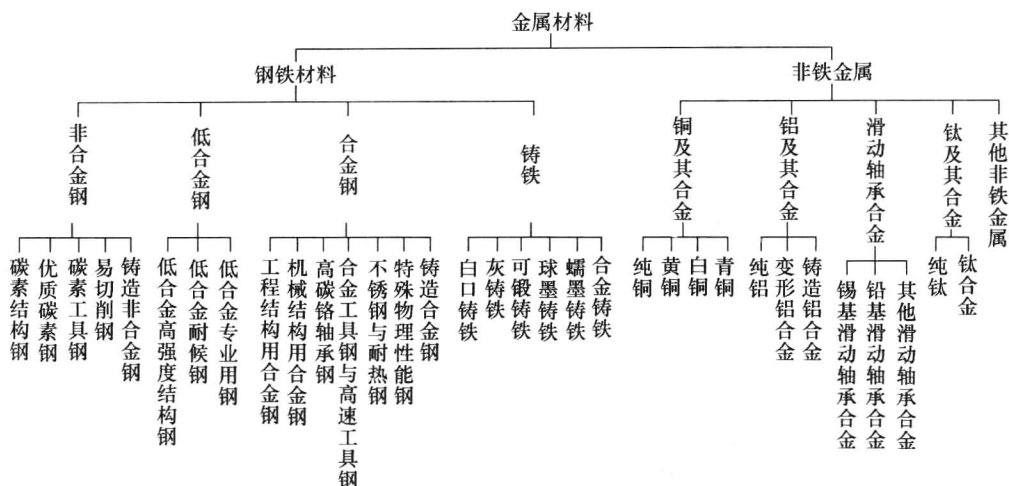 金属材料
钢铁材料
非铁金属
非合金钢
低合金钢
合金钢
铸铁
铜及其合金
铝及其合金
滑动轴承合金
钛及其合金
其他非铁金属
碳素结构钢
优质碳素钢
碳素工具钢
易切削钢
铸造非合金钢
低合金高强度结构钢
低合金耐候钢
低合金专业用钢
工程结构用合金钢
机械结构用合金钢
高碳铬轴承钢
合金工具钢与高速工具钢
不锈钢与耐热钢
特殊物理性能钢
铸造合金钢
白口铸铁
灰铸铁
可锻铸铁
球墨铸铁
蠕墨铸铁
合金铸铁
纯铜
黄铜
白铜
青铜
纯铝
变形铝合金
铸造铝合金
锡基滑动轴承合金
铅基滑动轴承合金
其他滑动轴承合金
纯钛
钛合金